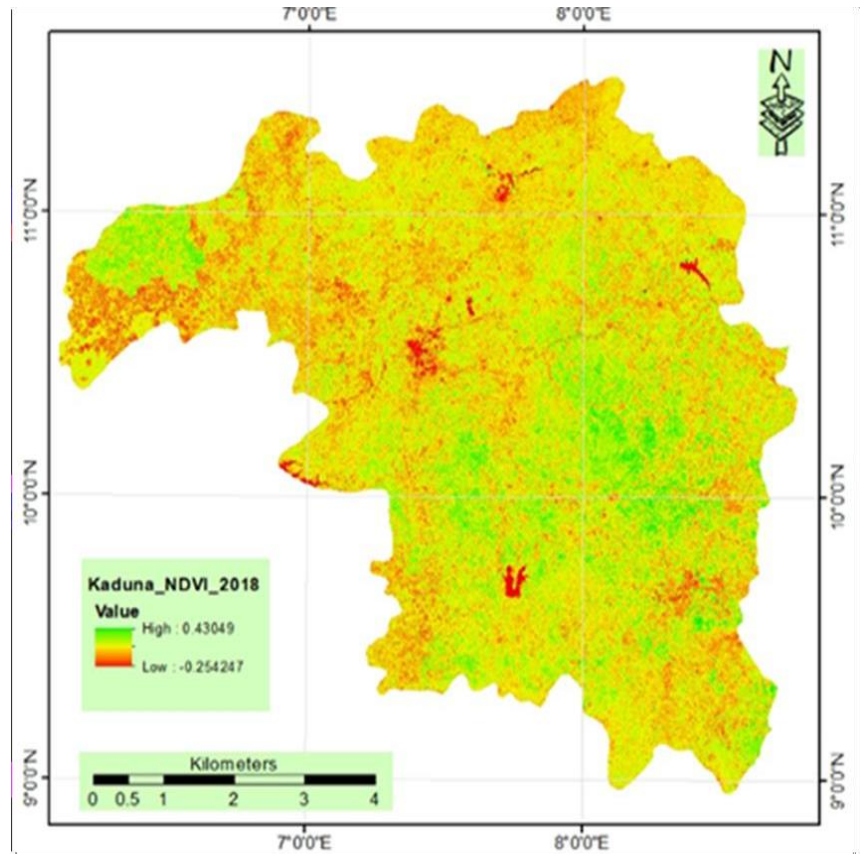 7°0'0"E 8°0'0"E
N
11°0'0"N 11°0'0"N
10°0'0"N 10°0'0"N
Kaduna_NDVI_2018
Value
High : 0.43049
Low : -0.254247
Kilometers
0 0.5 1 2 3 4
9°0'0"N 9°0'0"N
7°0'0"E 8°0'0"E